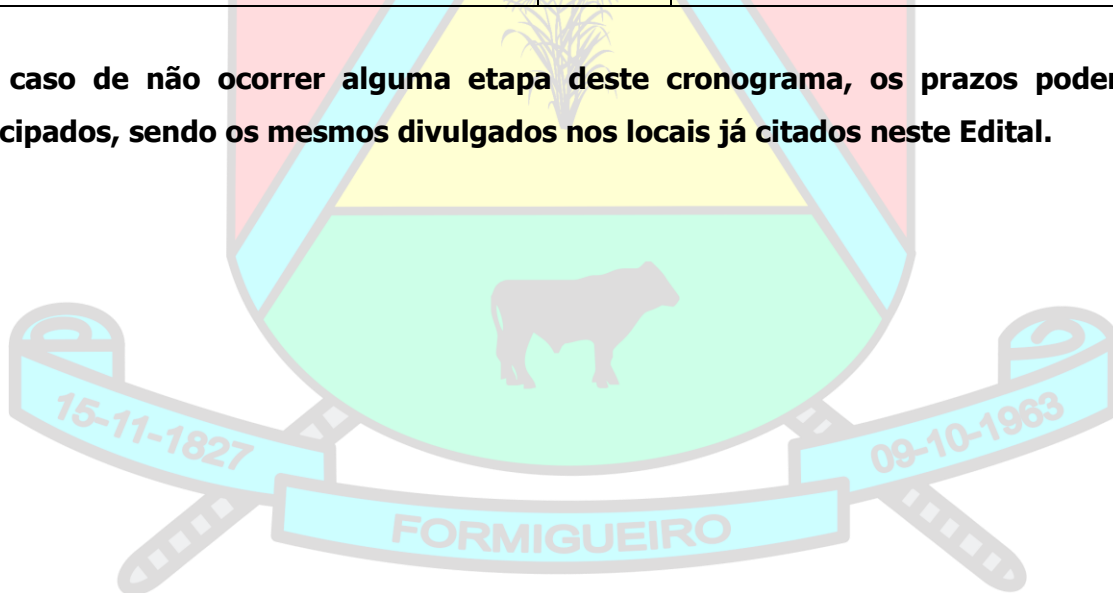 caso de não ocorrer alguma etapa deste cronograma, os prazos poder
cipados, sendo os mesmos divulgados nos locais já citados neste Edital.
15-11-1827
09-10-1963
FORMIGUEIRO